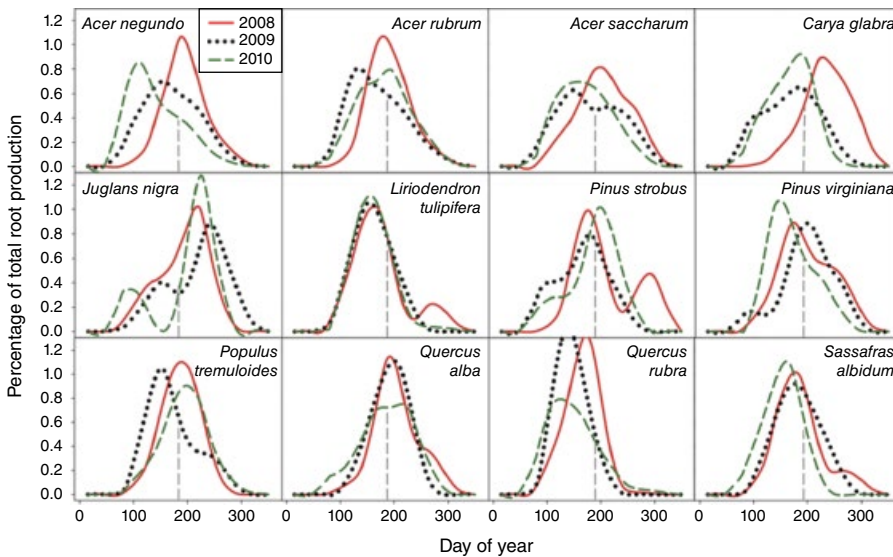 Percentage of total root production
1.2
1.0
0.8
0.6
0.4
0.2
0.0
Acer negundo
2008
2009
2010
Acer rubrum
Acer saccharum
Carya glabra
1.2
1.0
0.8
0.6
0.4
0.2
0.0
Juglans nigra
Liriodendron
tulipifera
Pinus strobus
Pinus virginiana
1.2
1.0
0.8
0.6
0.4
0.2
0.0
Populus
tremuloides
Quercus
alba
Quercus
rubra
Sassafras
albidum
0 100 200 300 0 100 200 300 0 100 200 300 0 100 200 300
Day of year